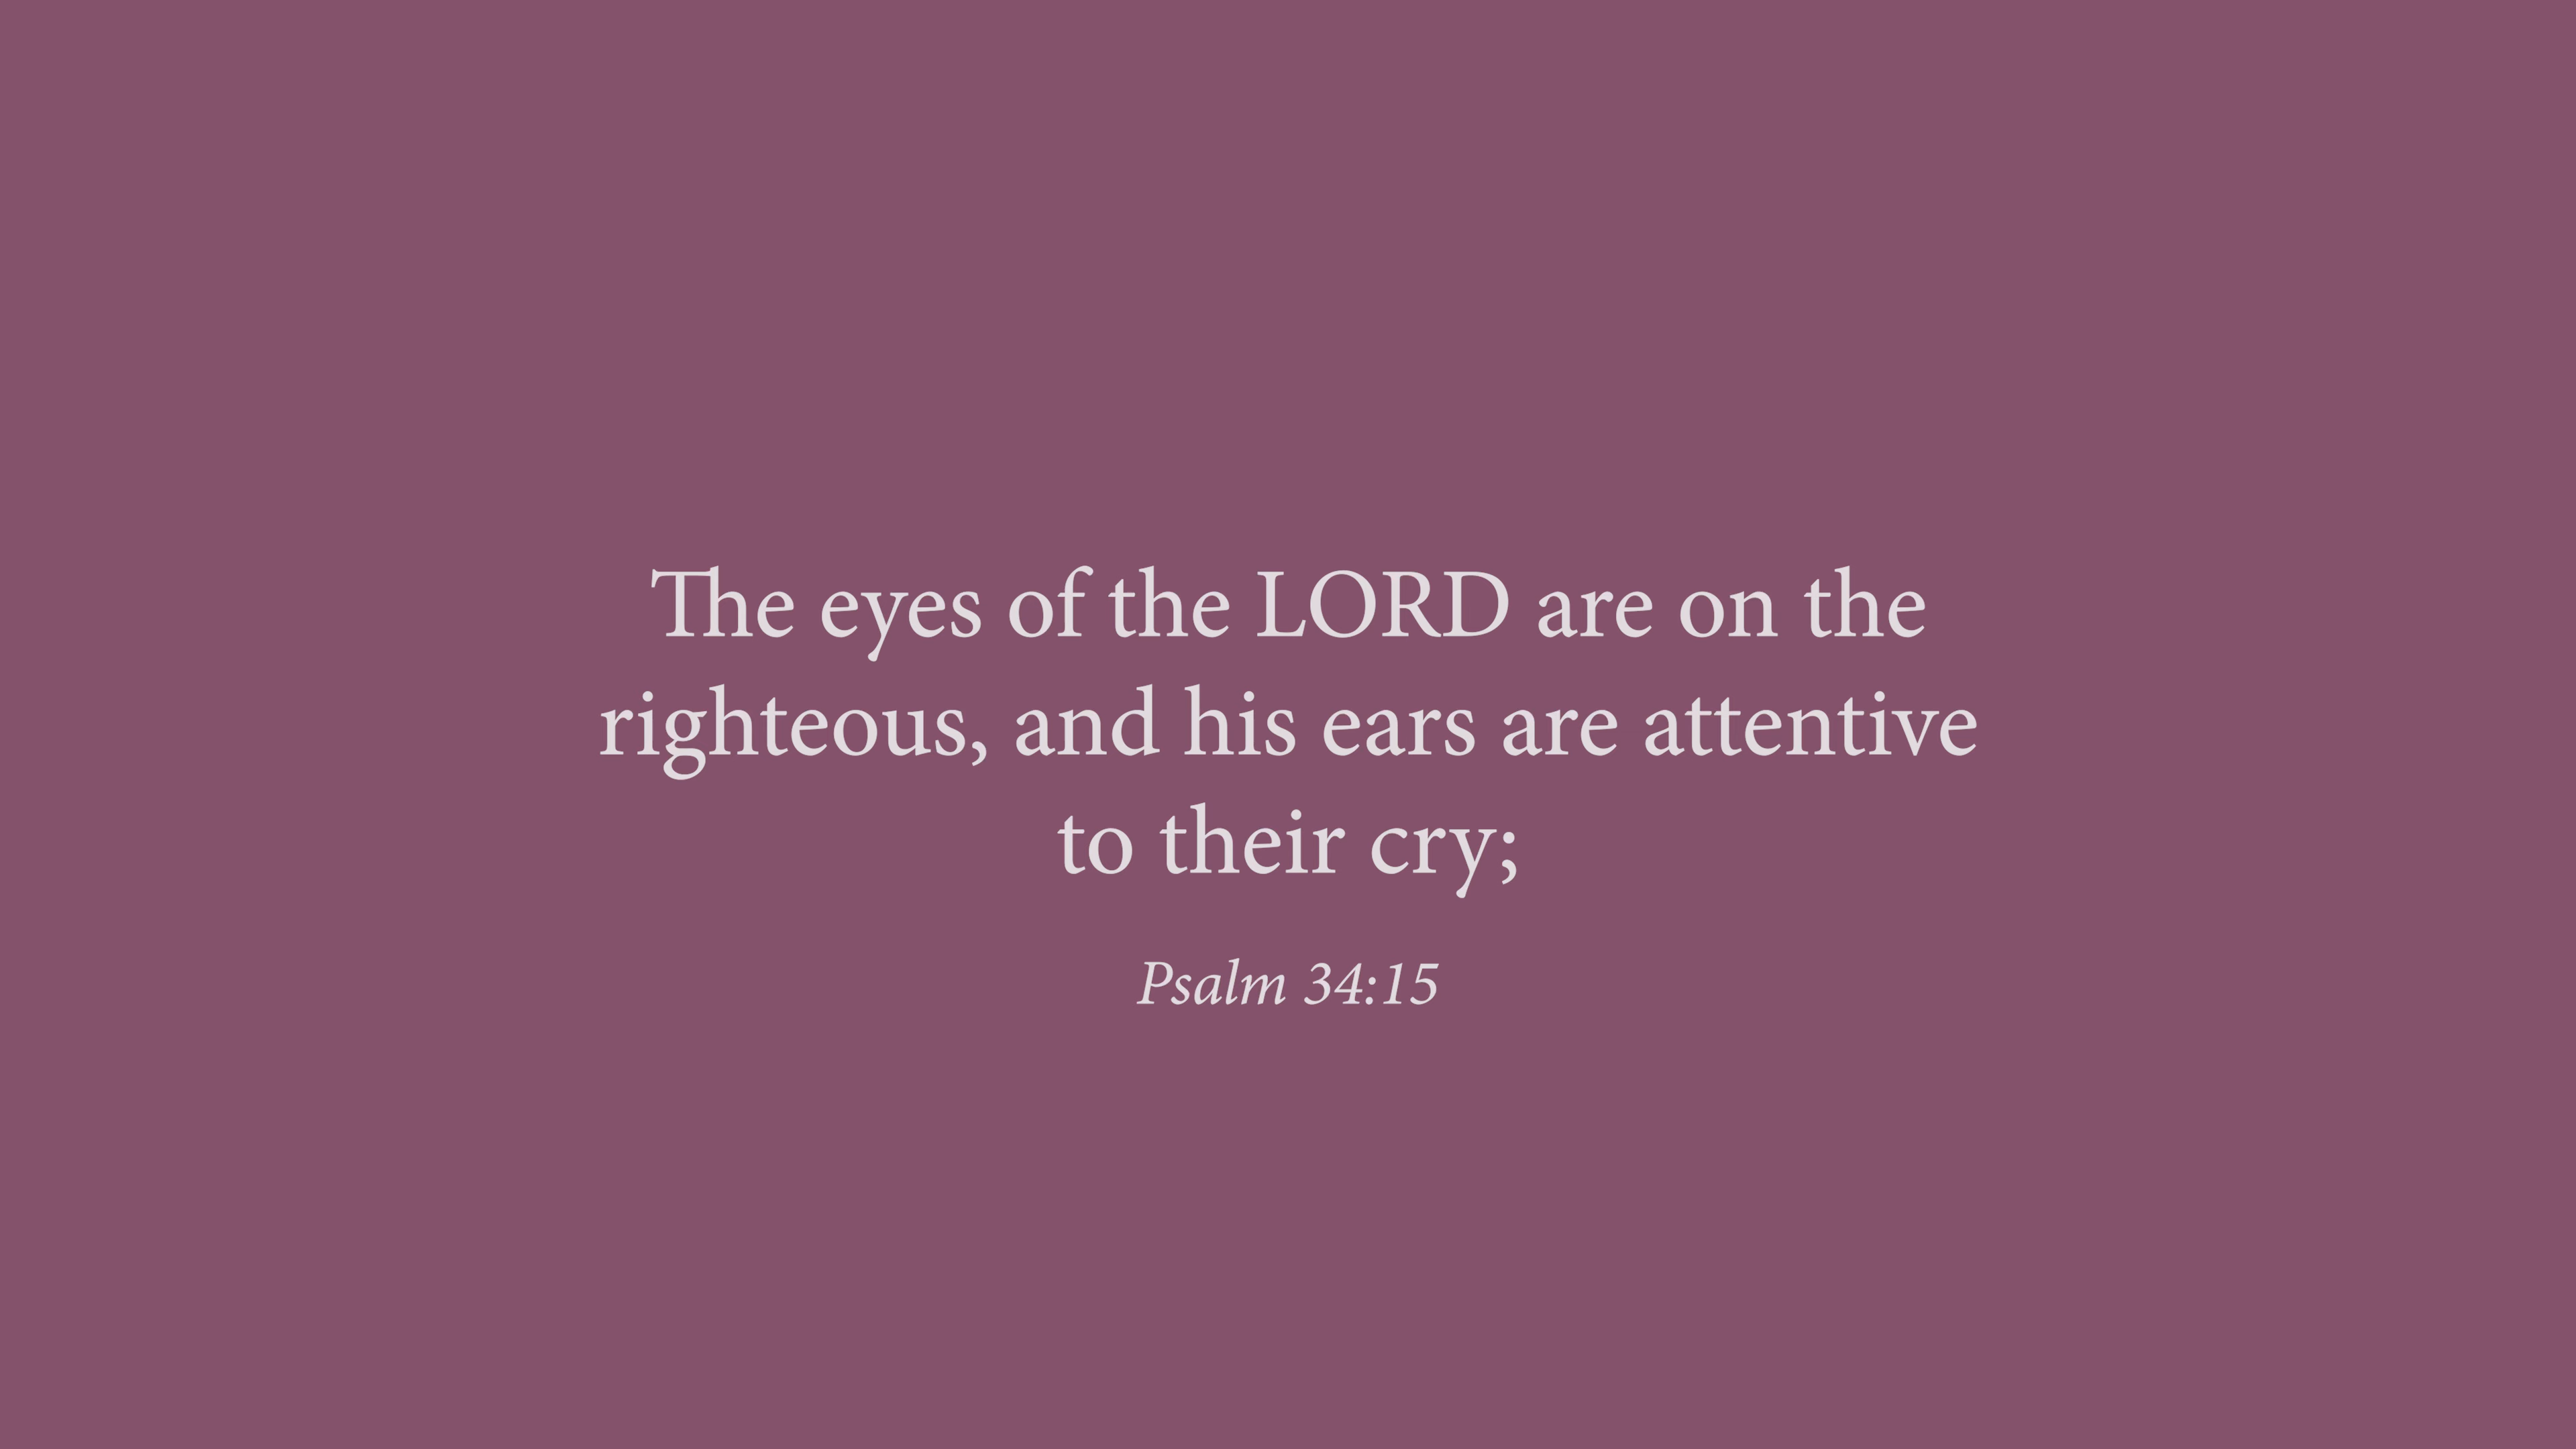 The eyes of the LORD are on the
righteous, and his ears are attentive
to their cry;
Psalm 34:15